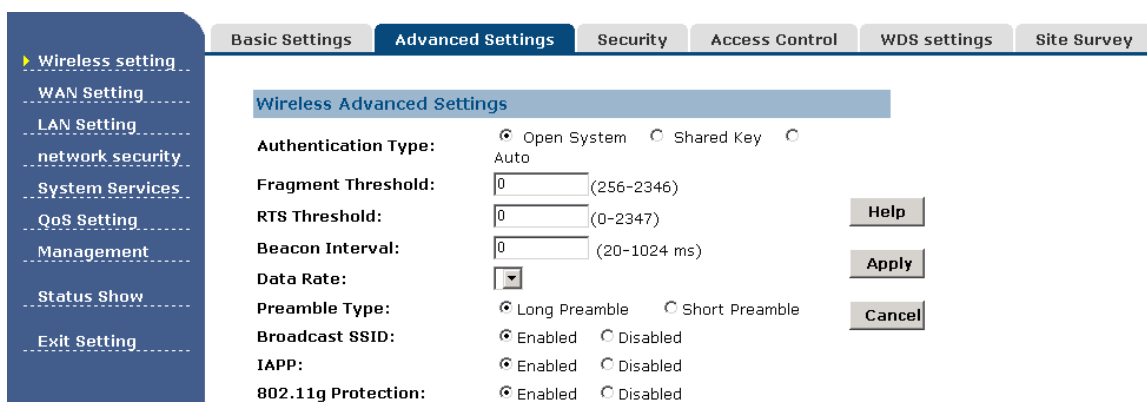 Basic Settings Advanced Settings Security Access Control WDS settings Site Survey
Wireless setting
WAN Setting
LAN Setting
network security
System Services
QoS Setting
Management
Status Show
Exit Setting
Wireless Advanced Settings
Authentication Type: Open System Shared Key
Auto
Fragment Threshold: 0 (256-2346)
RTS Threshold: 0 (0-2347)
Beacon Interval: 0 (20-1024 ms)
Data Rate:
Preamble Type: Long Preamble Short Preamble
Broadcast SSID: Enabled Disabled
IAPP: Enabled Disabled
802.11g Protection: Enabled Disabled
Help
Apply
Cancel